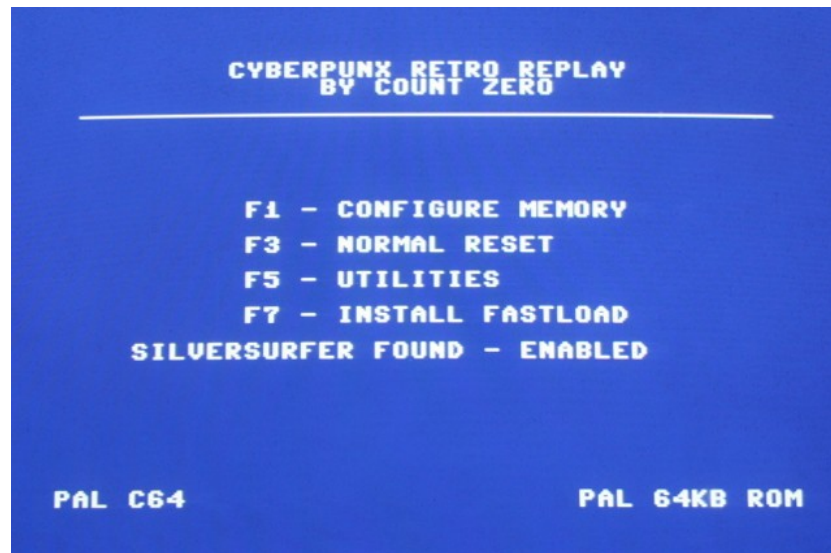 CYBERPUNX RETRO REPLAY
BY COUNT ZERO
F1 - CONFIGURE MEMORY
F3 - NORMAL RESET
F5 - UTILITIES
F7 - INSTALL FASTLOAD
SILVERSURFER FOUND - ENABLED
PAL C64 PAL 64KB ROM